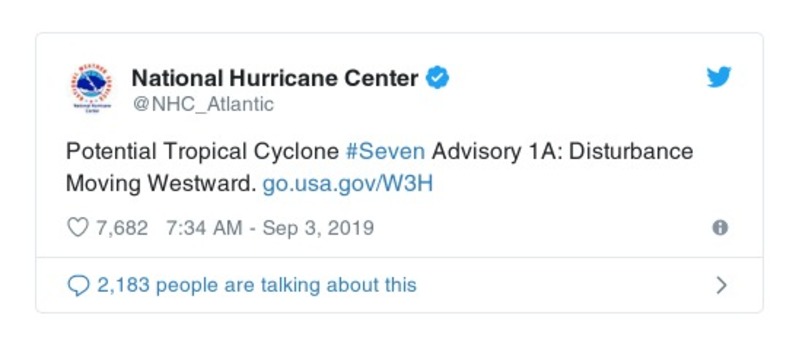 National Hurricane Center
@NHC_Atlantic
Potential Tropical Cyclone #Seven Advisory 1A: Disturbance
Moving Westward. go.usa.gov/W3H
7,682 7:34 AM - Sep 3, 2019
2,183 people are talking about this